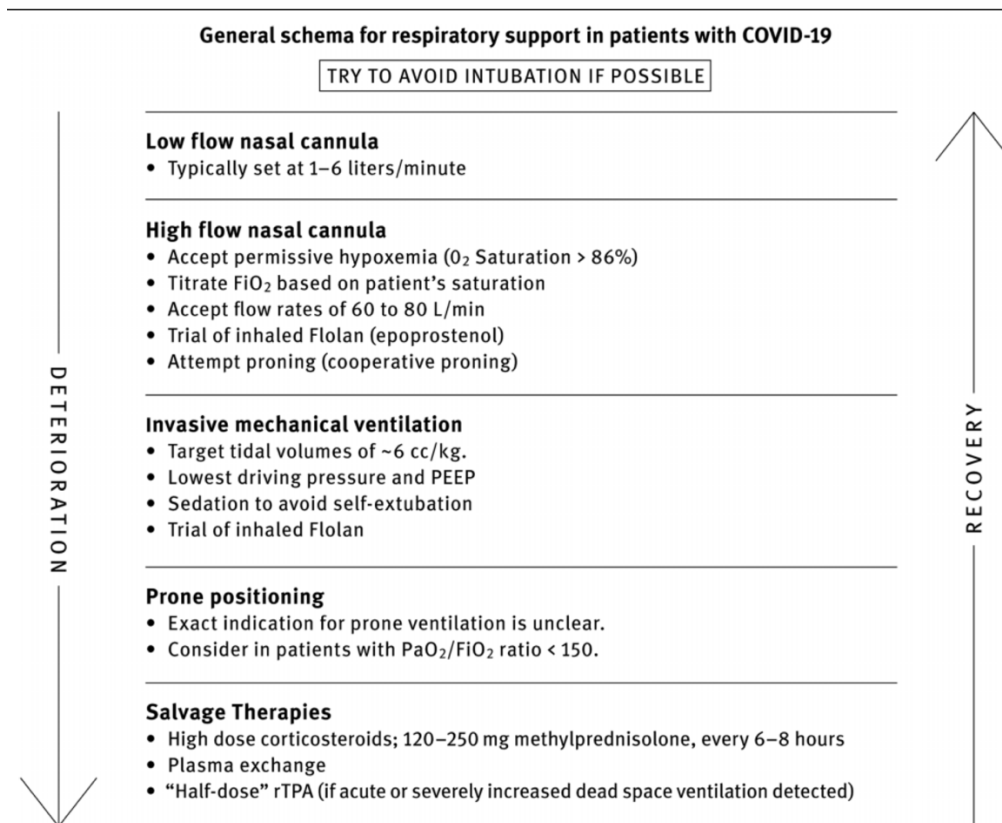 General schema for respiratory support in patients with COVID-19
TRY TO AVOID INTUBATION IF POSSIBLE
Low flow nasal cannula
• Typically set at 1–6 liters/minute
High flow nasal cannula
• Accept permissive hypoxemia (0₂ Saturation > 86%)
• Titrate FiO₂ based on patient’s saturation
• Accept flow rates of 60 to 80 L/min
• Trial of inhaled Flolan (epoprostenol)
• Attempt proning (cooperative proning)
Invasive mechanical ventilation
• Target tidal volumes of ~6 cc/kg.
• Lowest driving pressure and PEEP
• Sedation to avoid self-extubation
• Trial of inhaled Flolan
Prone positioning
• Exact indication for prone ventilation is unclear.
• Consider in patients with PaO₂/FiO₂ ratio < 150.
Salvage Therapies
• High dose corticosteroids; 120–250 mg methylprednisolone, every 6–8 hours
• Plasma exchange
• “Half-dose” rTPA (if acute or severely increased dead space ventilation detected)
DETERIORATION
RECOVERY